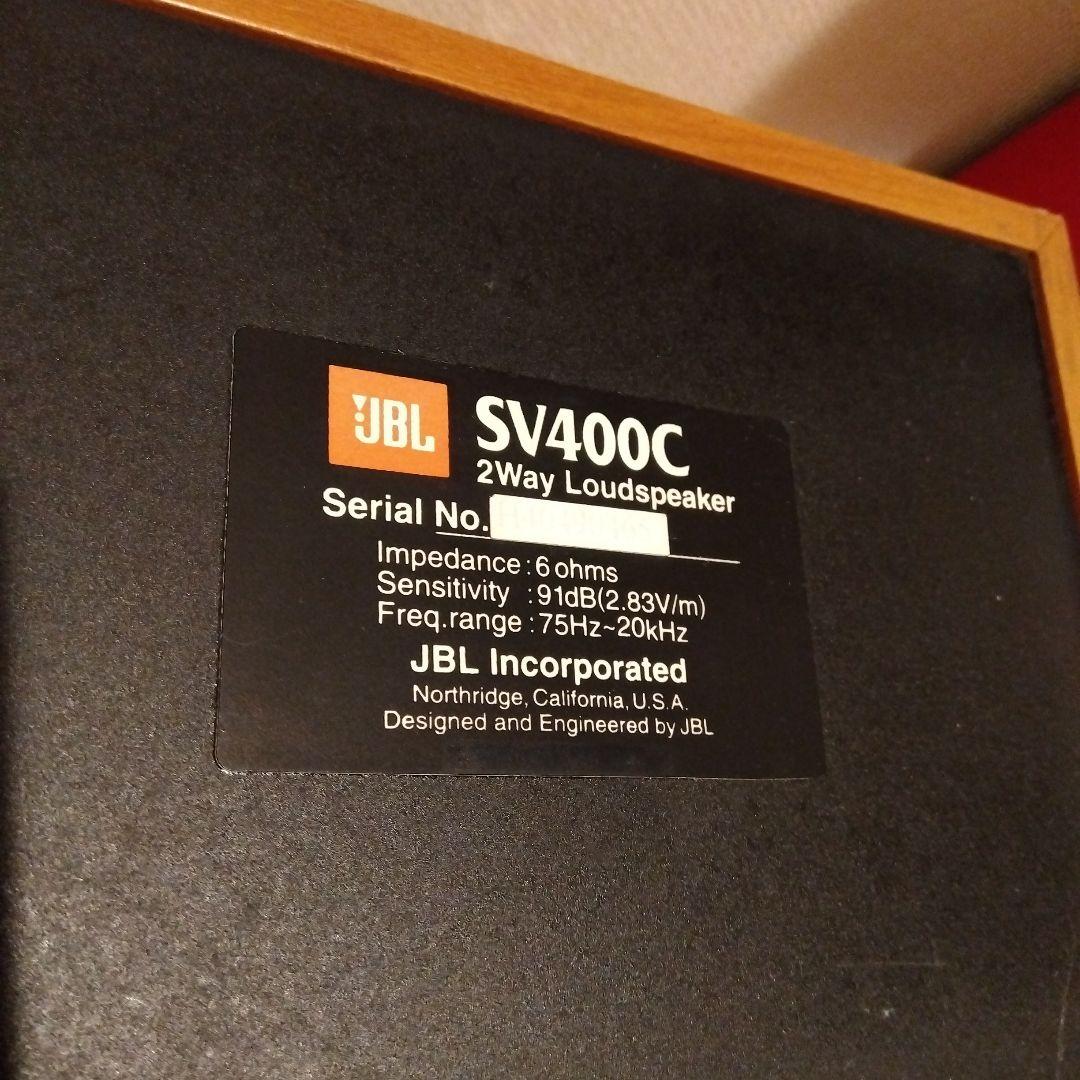 JBL
SV400C
2Way Loudspeaker
Serial No.
Impedance : 6 ohms
Sensitivity : 91dB(2.83V/m)
Freq.range : 75Hz~20kHz
JBL Incorporated
Northridge, California, U.S.A.
Designed and Engineered by JBL